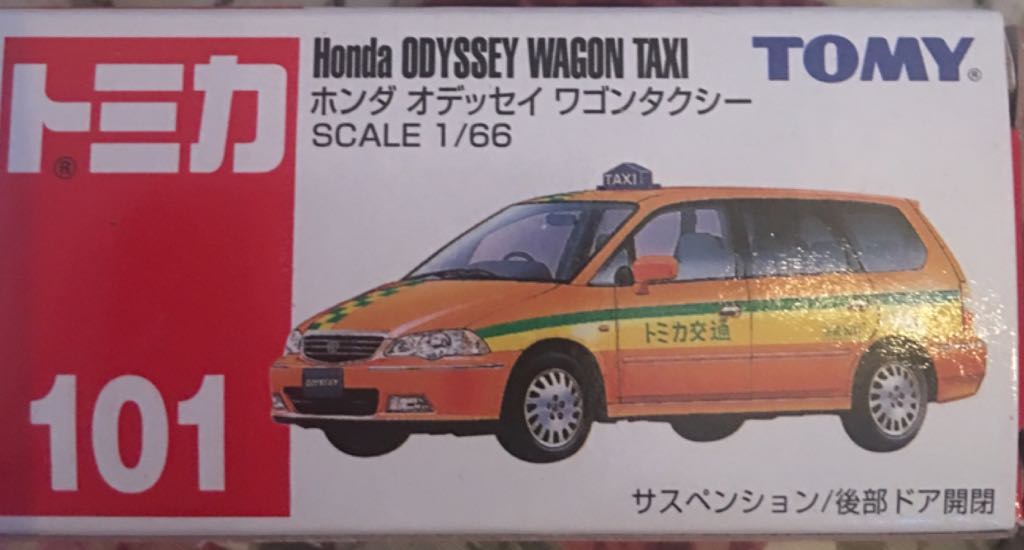 トミカ
®
101
Honda ODYSSEY WAGON TAXI
ホンダ オデッセイ ワゴンタクシー
SCALE 1/66
TOMY®
TAXI
トミカ交通
ODYSSEY
サスペンション/後部ドア開閉